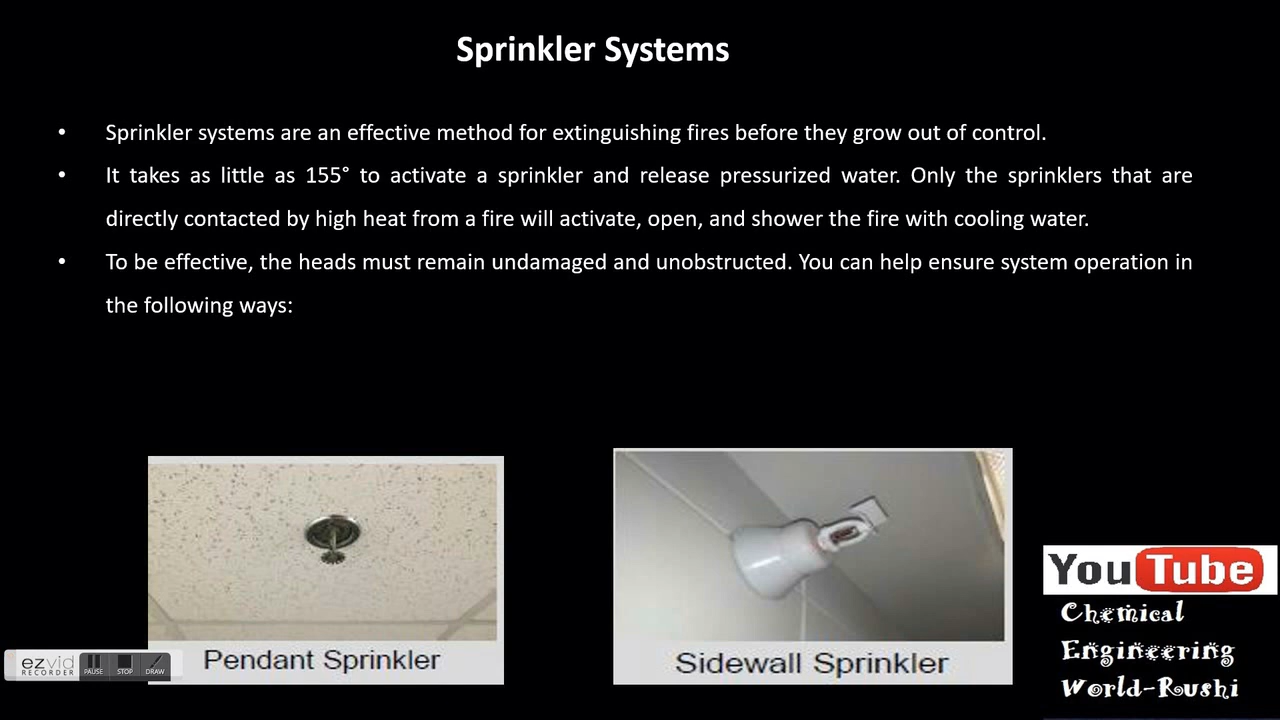 Sprinkler Systems
• Sprinkler systems are an effective method for extinguishing fires before they grow out of control.
• It takes as little as 155° to activate a sprinkler and release pressurized water. Only the sprinklers that are
directly contacted by high heat from a fire will activate, open, and shower the fire with cooling water.
• To be effective, the heads must remain undamaged and unobstructed. You can help ensure system operation in
the following ways:
Pendant Sprinkler
Sidewall Sprinkler
YouTube
Chemical
Engineering
World-Rushi
ezvid
RECORDER
PAUSE STOP DRAW